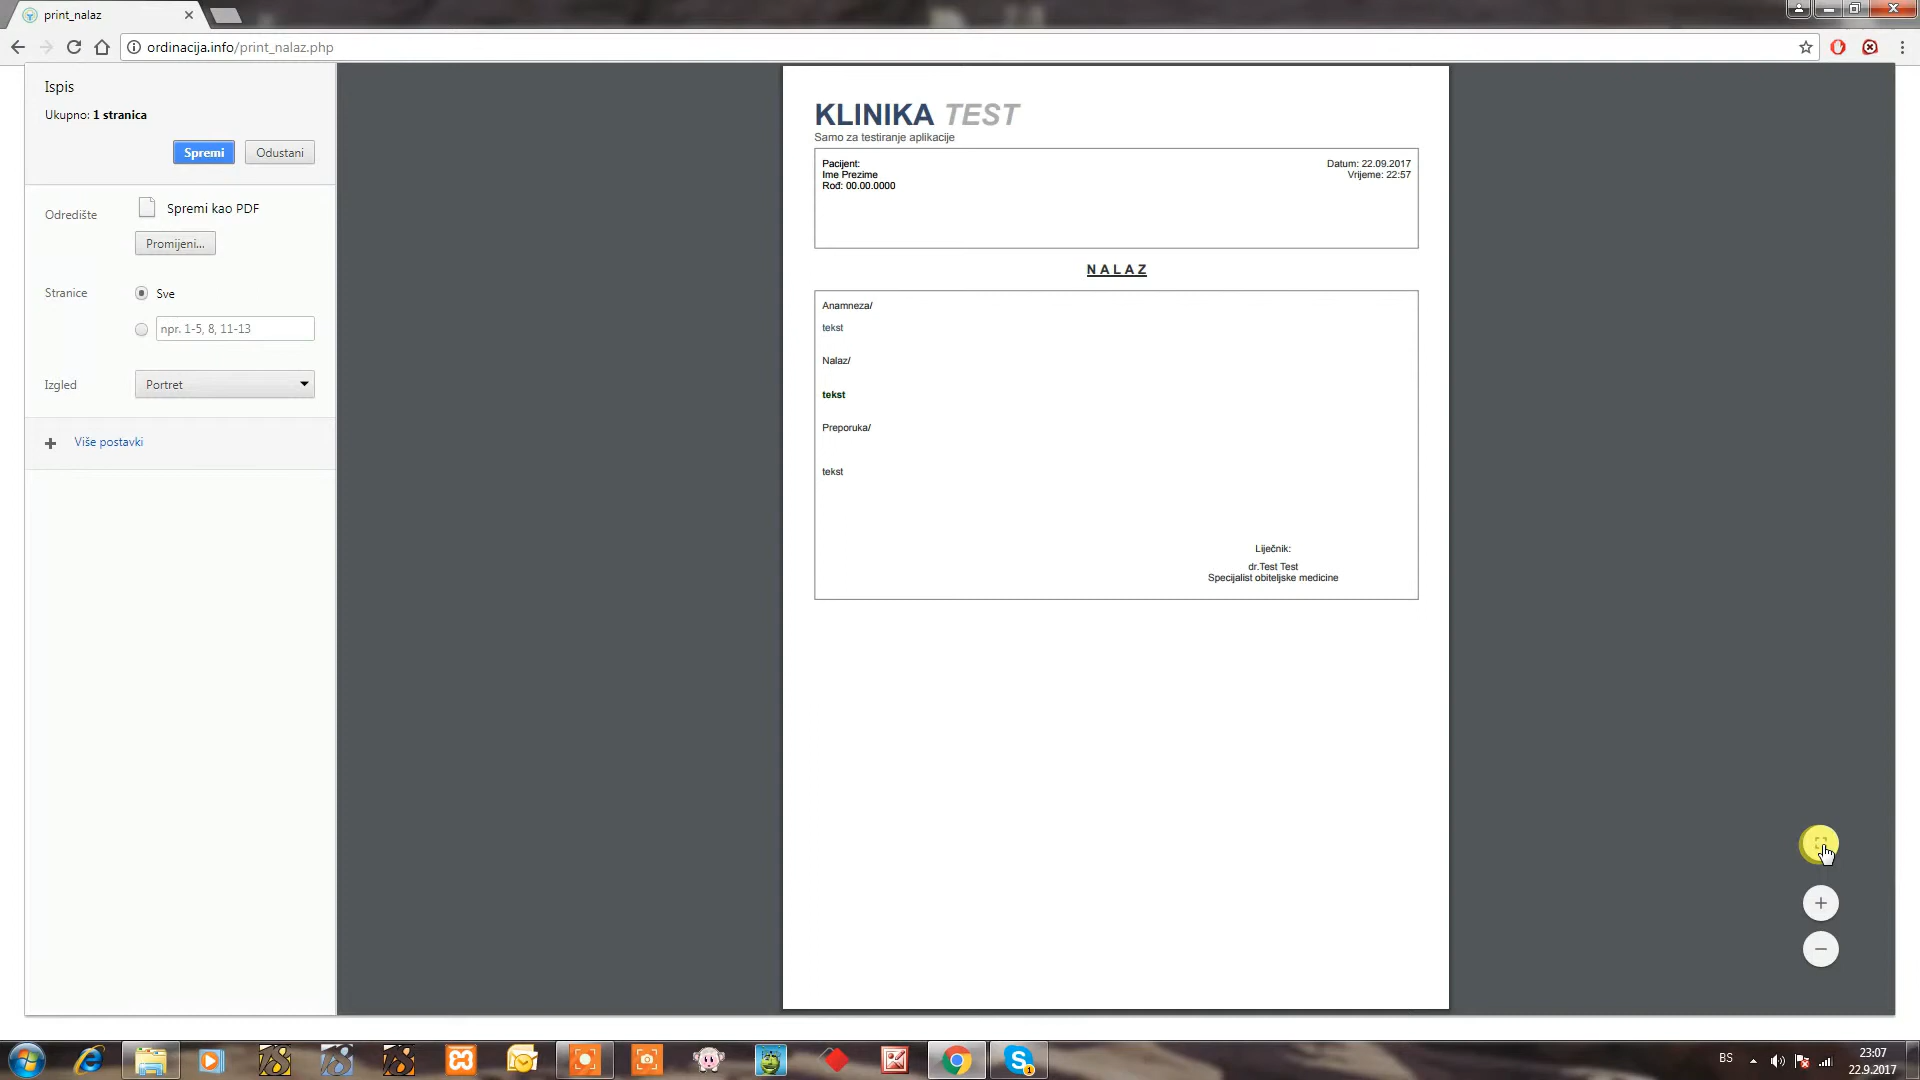 print_nalaz
ordinacija.info/print_nalaz.php
Ispis
Ukupno: 1 stranica
Spremi
Odustani
Odredište
Spremi kao PDF
Promijeni...
Stranice
Sve
npr. 1-5, 8, 11-13
Izgled
Portret
Više postavki
KLINIKA TEST
Samo za testiranje aplikacije
Pacijent:
Ime Prezime
Rođ: 00.00.0000
Datum: 22.09.2017
Vrijeme: 22:57
N A L A Z
Anamneza/
tekst
Nalaz/
tekst
Preporuka/
tekst
Liječnik:
dr.Test Test
Specijalist obiteljske medicine
BS
23:07
22.9.2017